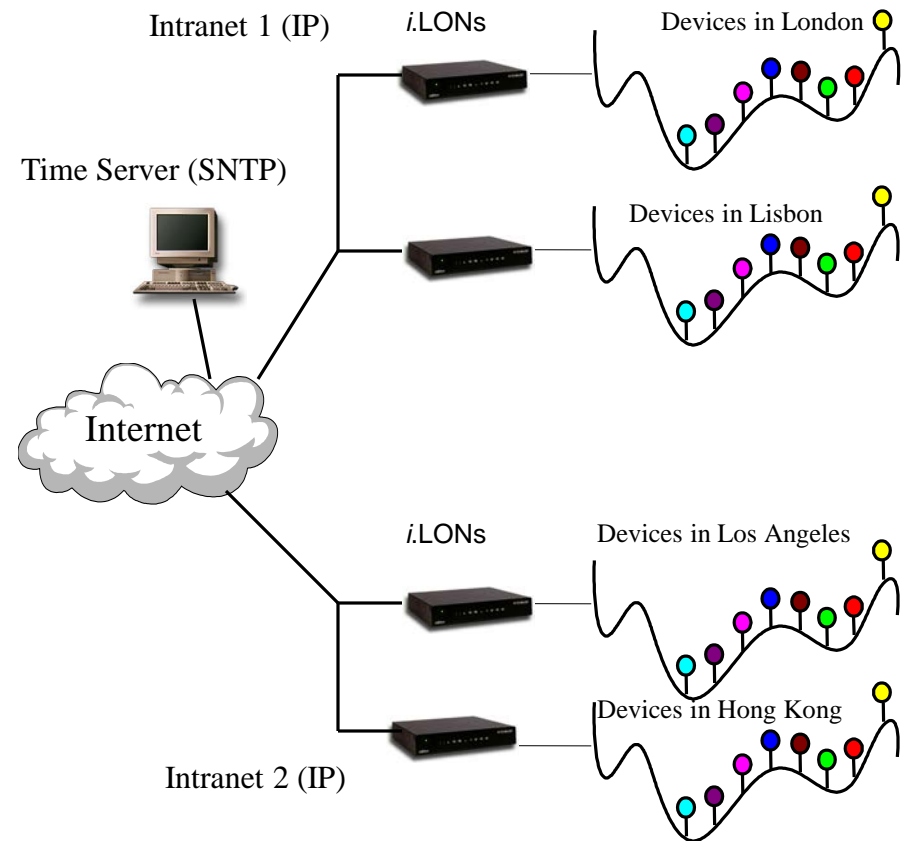 Intranet 1 (IP)
i.LONs
Devices in London
Time Server (SNTP)
Devices in Lisbon
Internet
i.LONs
Devices in Los Angeles
Devices in Hong Kong
Intranet 2 (IP)